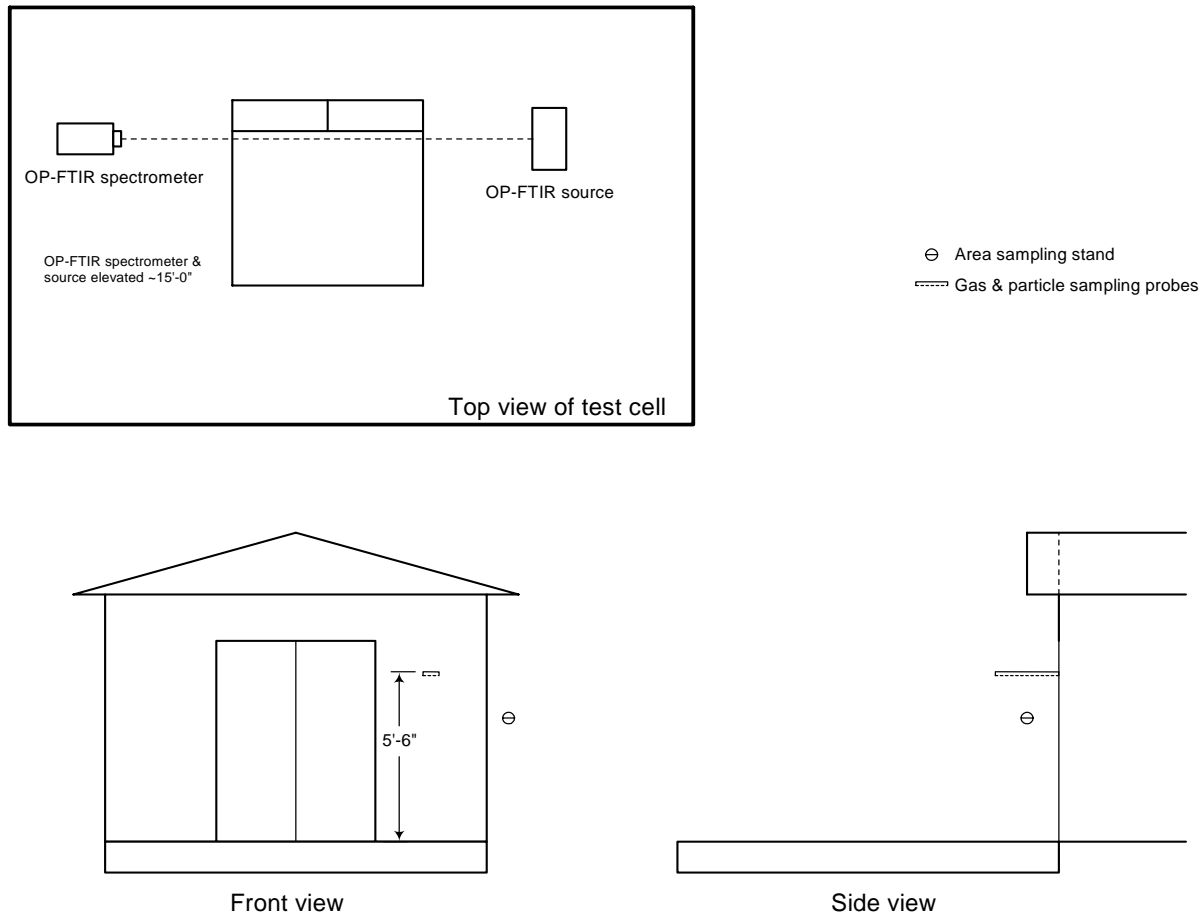 OP-FTIR spectrometer
OP-FTIR source
OP-FTIR spectrometer &
source elevated ~15'-0"
Area sampling stand
Gas & particle sampling probes
Top view of test cell
5'-6"
Front view
Side view